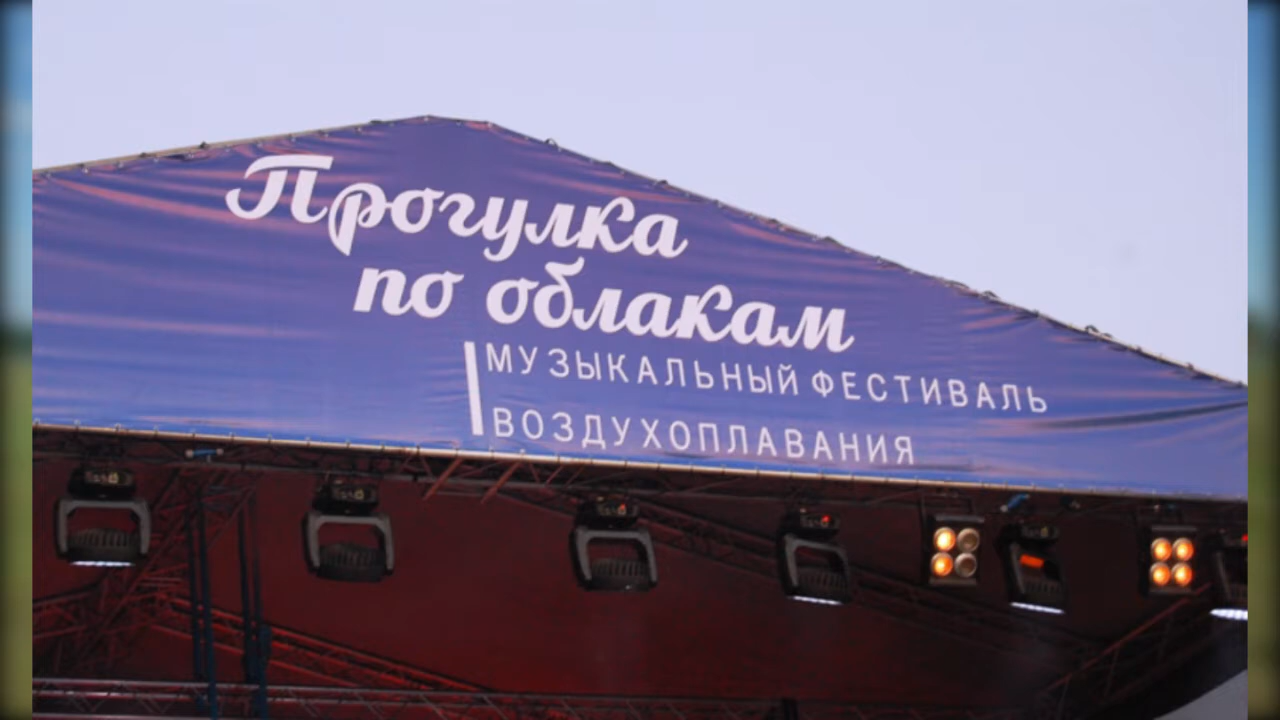 Прогулка
по облакам
МУЗЫКАЛЬНЫЙ ФЕСТИВАЛЬ
ВОЗДУХОПЛАВАНИЯ